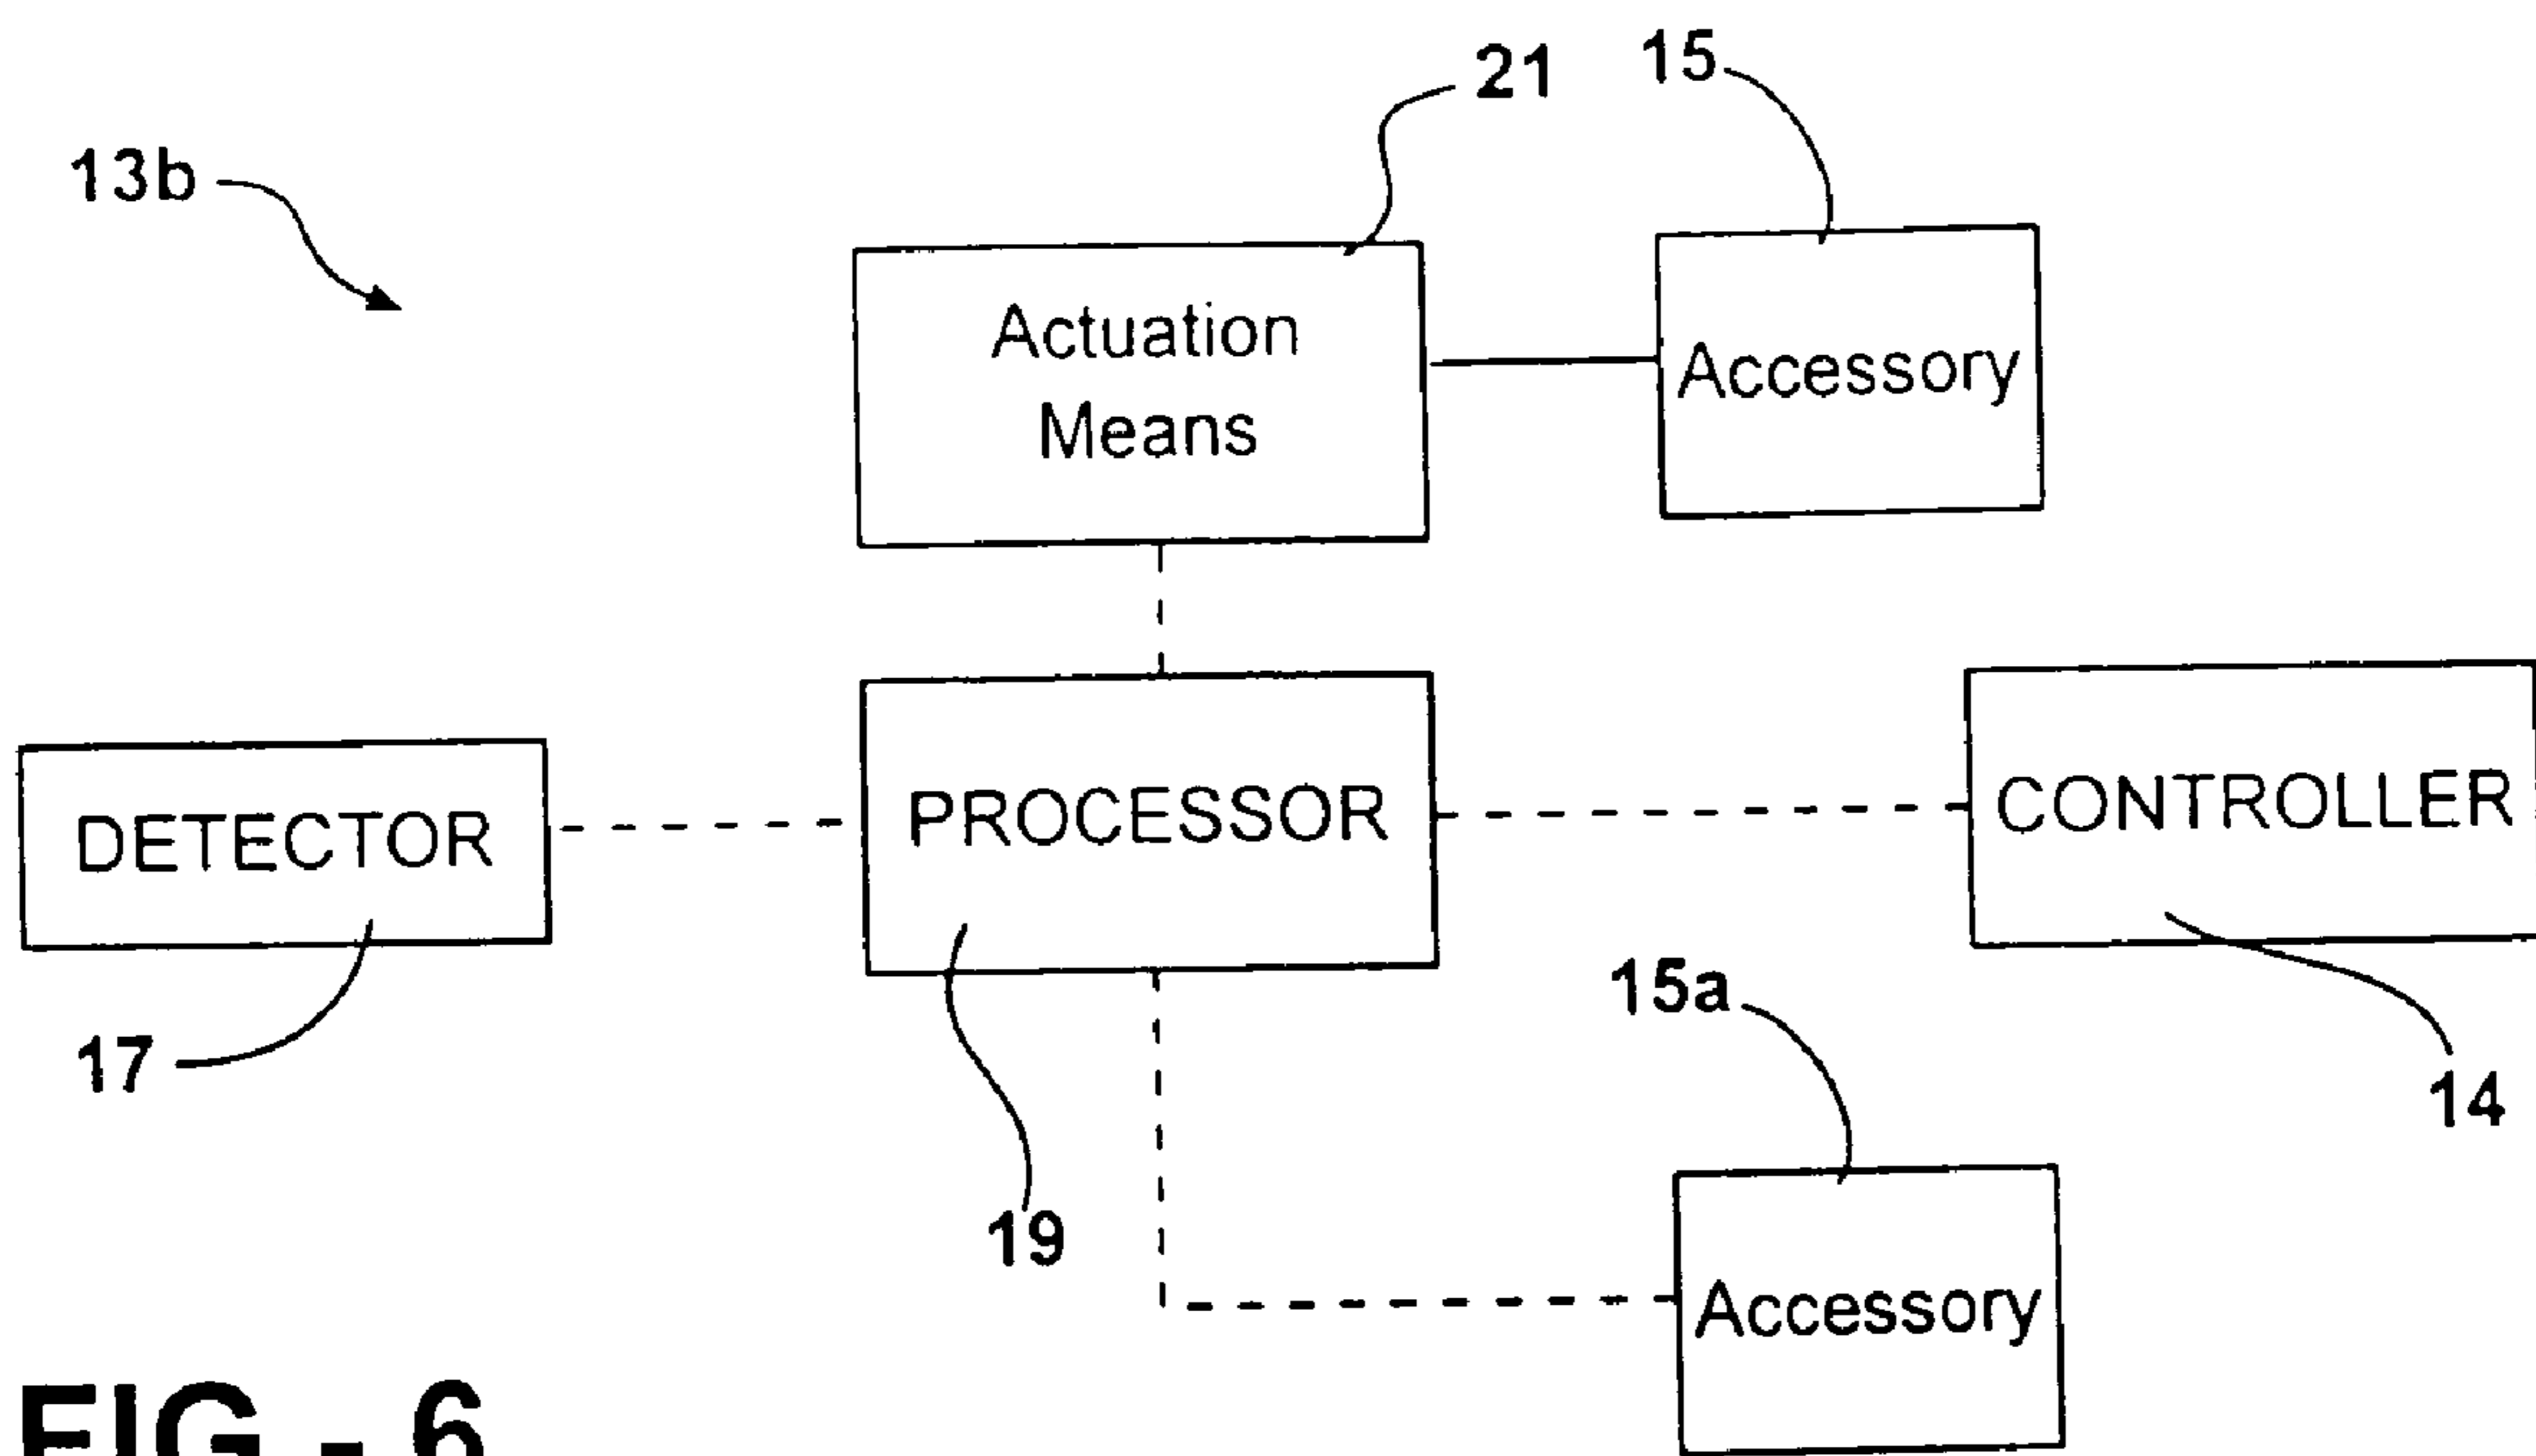 21
15
13b
Actuation
Means
Accessory
DETECTOR
PROCESSOR
CONTROLLER
17
19
15a
14
Accessory
FIG - 6